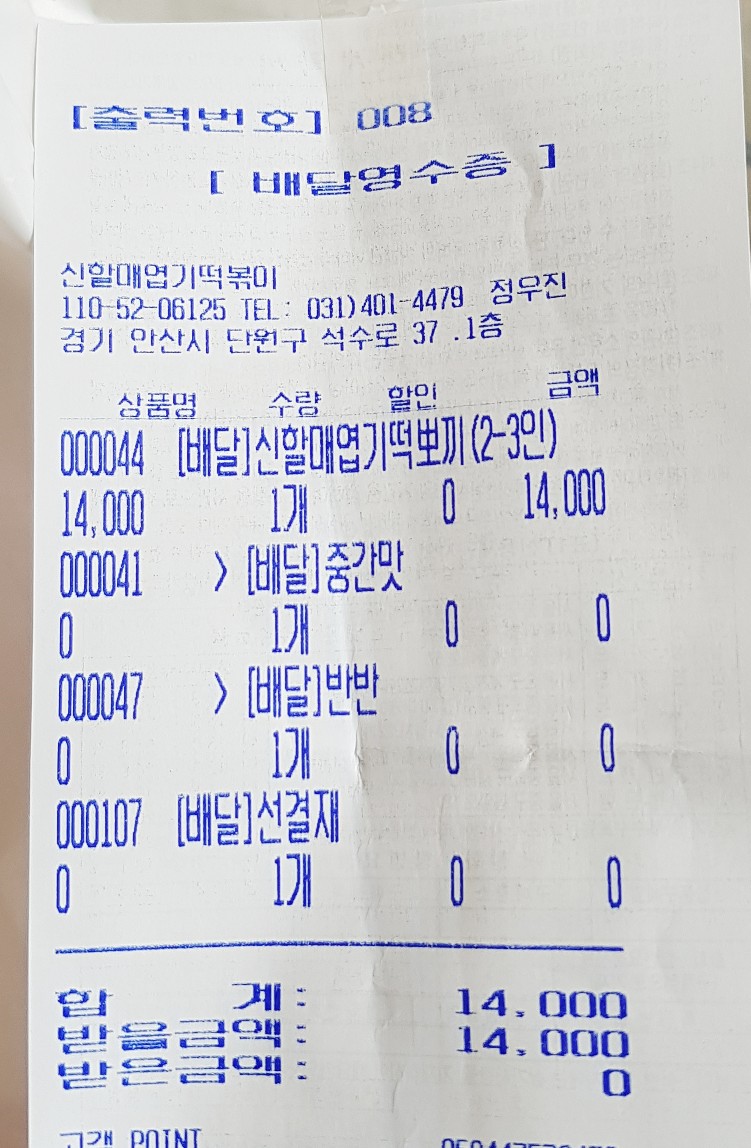 [출력번호] 008
[ 배달영수증 ]
신할매엽기떡볶이
110-52-06125 TEL: 031)401-4479 정우진
경기 안산시 단원구 석수로 37 .1층
상품명 수량 할인 금액
000044 [배달]신할매엽기떡뽀끼(2-3인)
14,000 1개 0 14,000
000041 > [배달]중간맛
0 1개 0 0
000047 > [배달]반반
0 1개 0 0
000107 [배달]선결재
0 1개 0 0
합 계: 14,000
받을금액: 14,000
받은금액: 0
고객 POINT